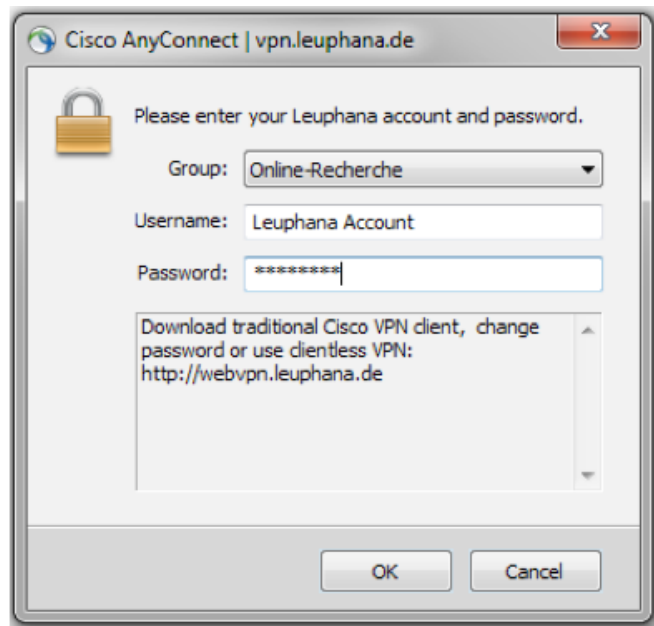 Cisco AnyConnect | vpn.leuphana.de
Please enter your Leuphana account and password.
Group: Online-Recherche
Username: Leuphana Account
Password: ********
Download traditional Cisco VPN client, change
password or use clientless VPN:
http://webvpn.leuphana.de
OK Cancel